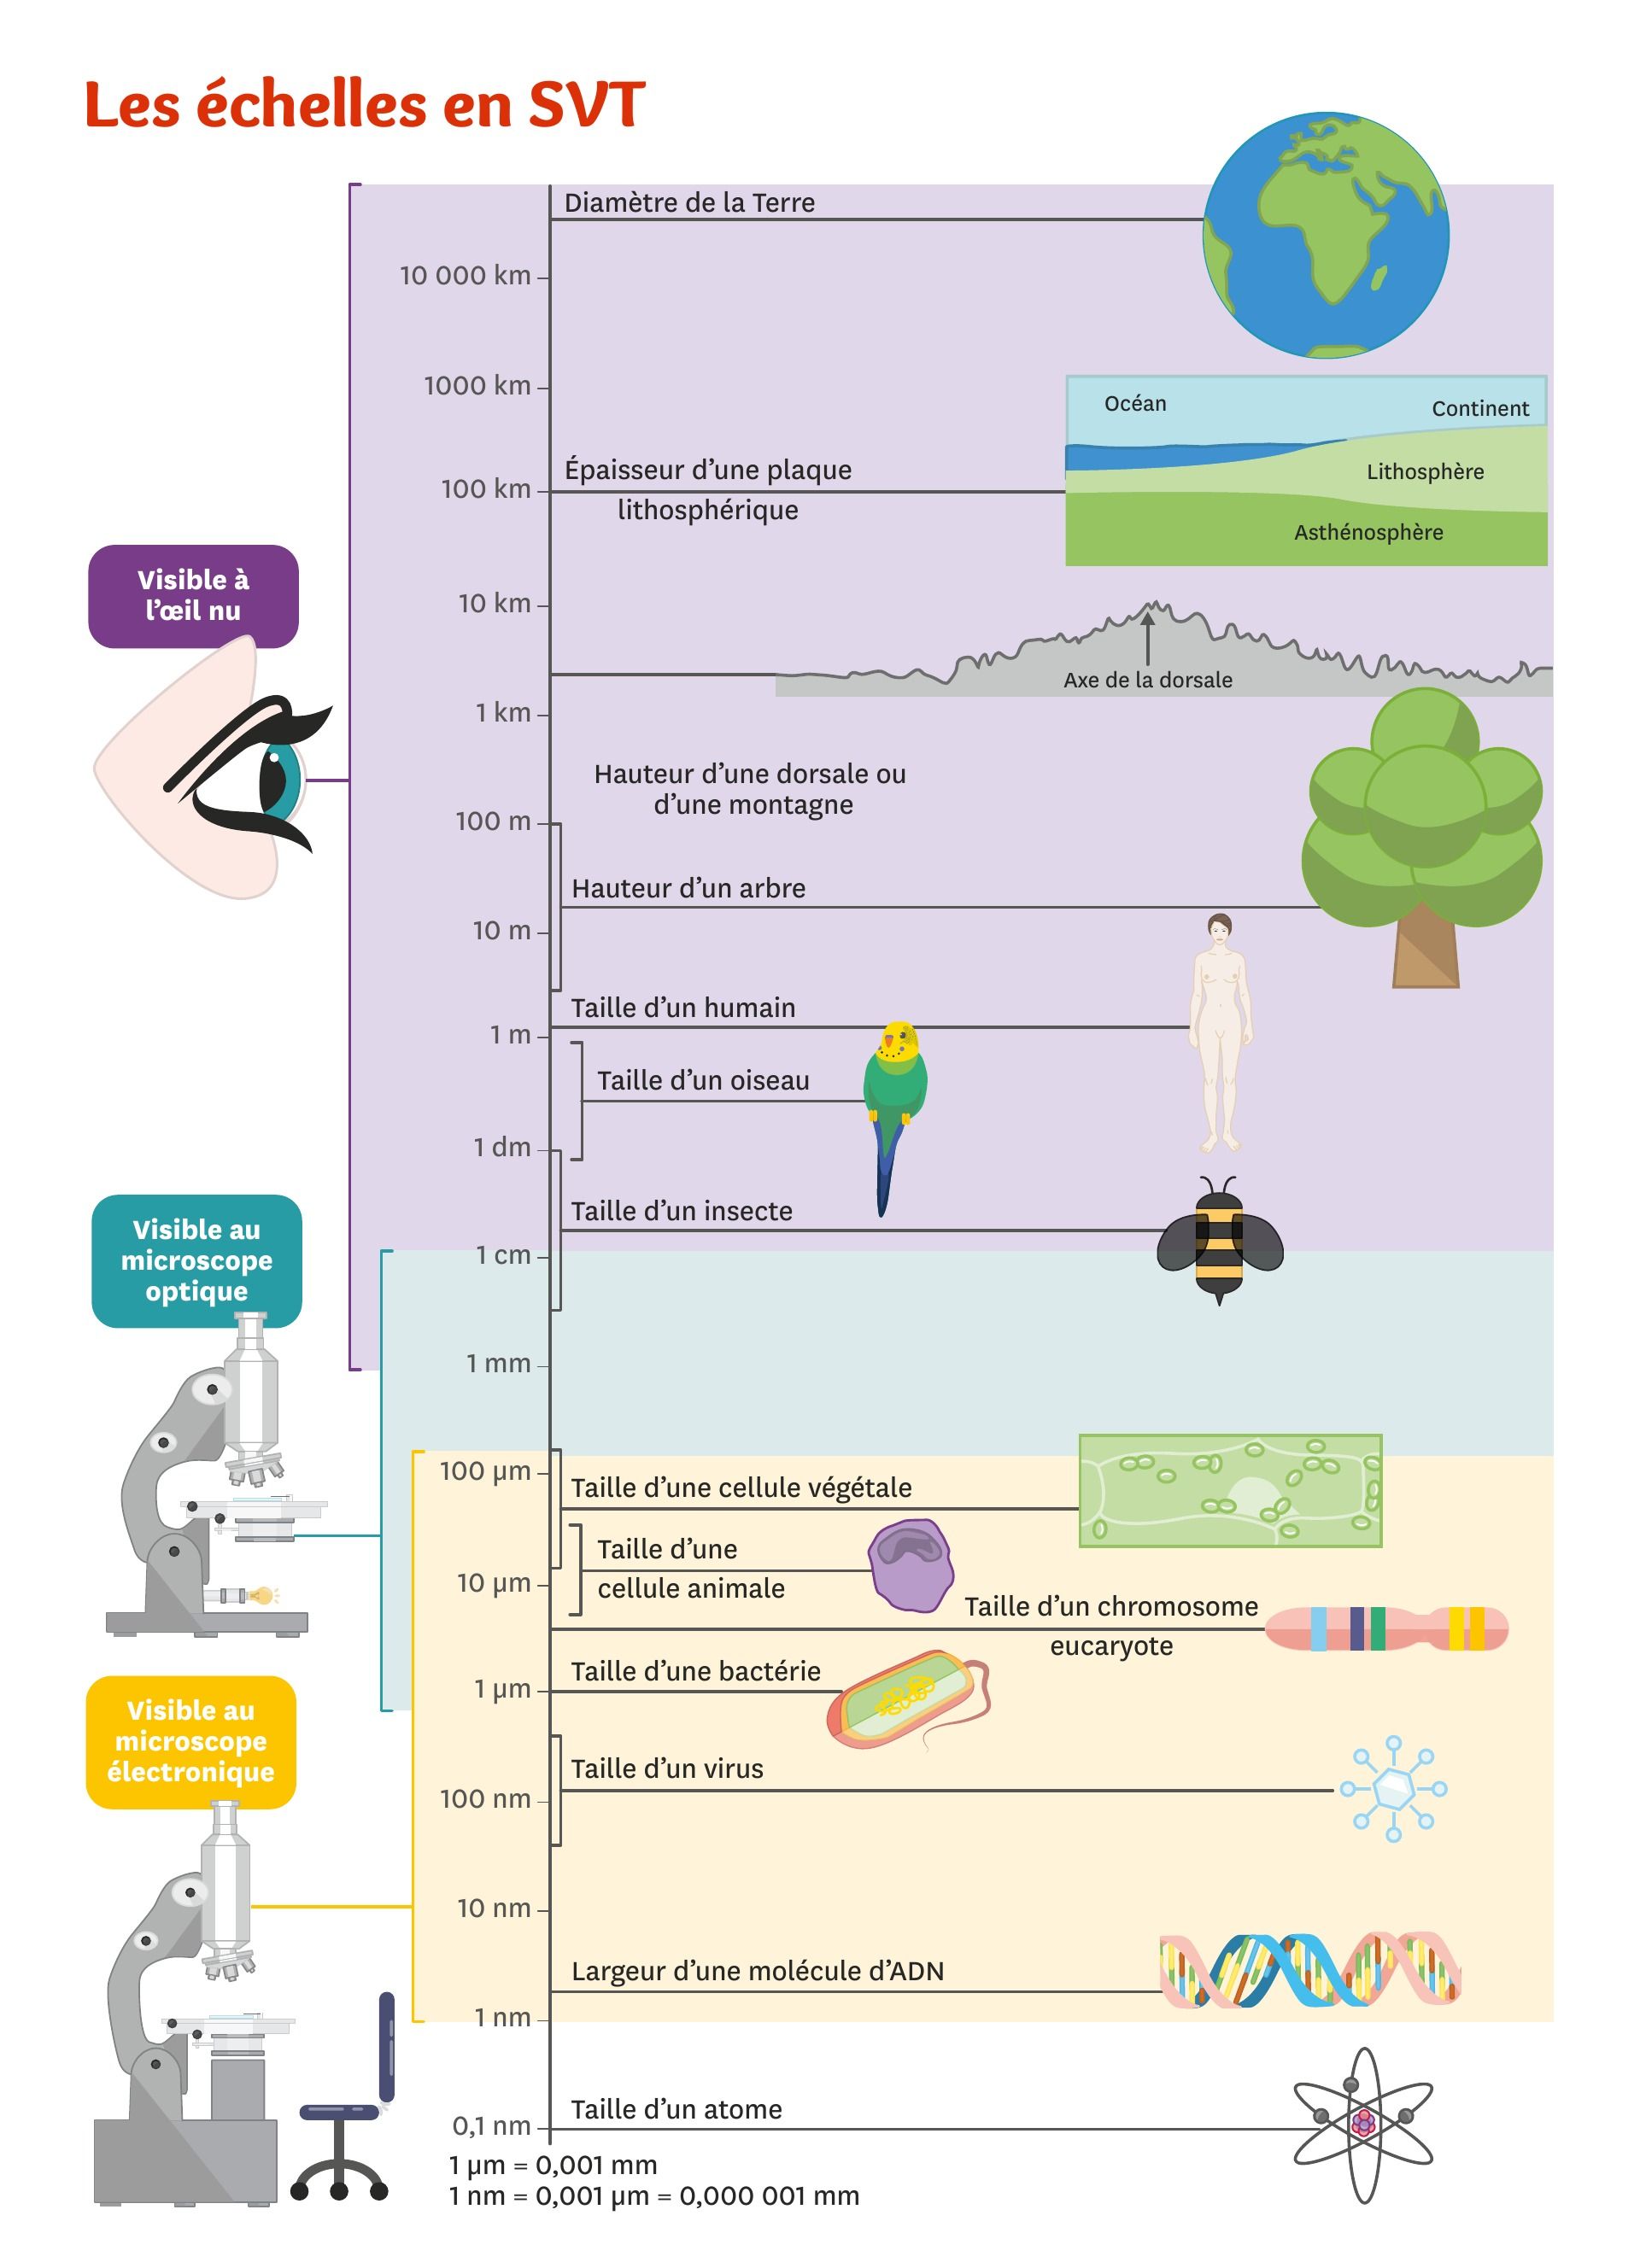 Les échelles en SVT
Diamètre de la Terre
10 000 km
1000 km
Océan
Continent
Épaisseur d’une plaque
lithosphérique
100 km
Lithosphère
Asthénosphère
Visible à
l’œil nu
10 km
Axe de la dorsale
1 km
Hauteur d’une dorsale ou
d’une montagne
100 m
Hauteur d’un arbre
10 m
Taille d’un humain
1 m
Taille d’un oiseau
1 dm
Taille d’un insecte
Visible au
microscope
optique
1 cm
1 mm
100 µm
Taille d’une cellule végétale
Taille d’une
cellule animale
10 µm
Taille d’un chromosome
eucaryote
Taille d’une bactérie
1 µm
Visible au
microscope
électronique
Taille d’un virus
100 nm
10 nm
Largeur d’une molécule d’ADN
1 nm
Taille d’un atome
0,1 nm
1 µm = 0,001 mm
1 nm = 0,001 µm = 0,000 001 mm